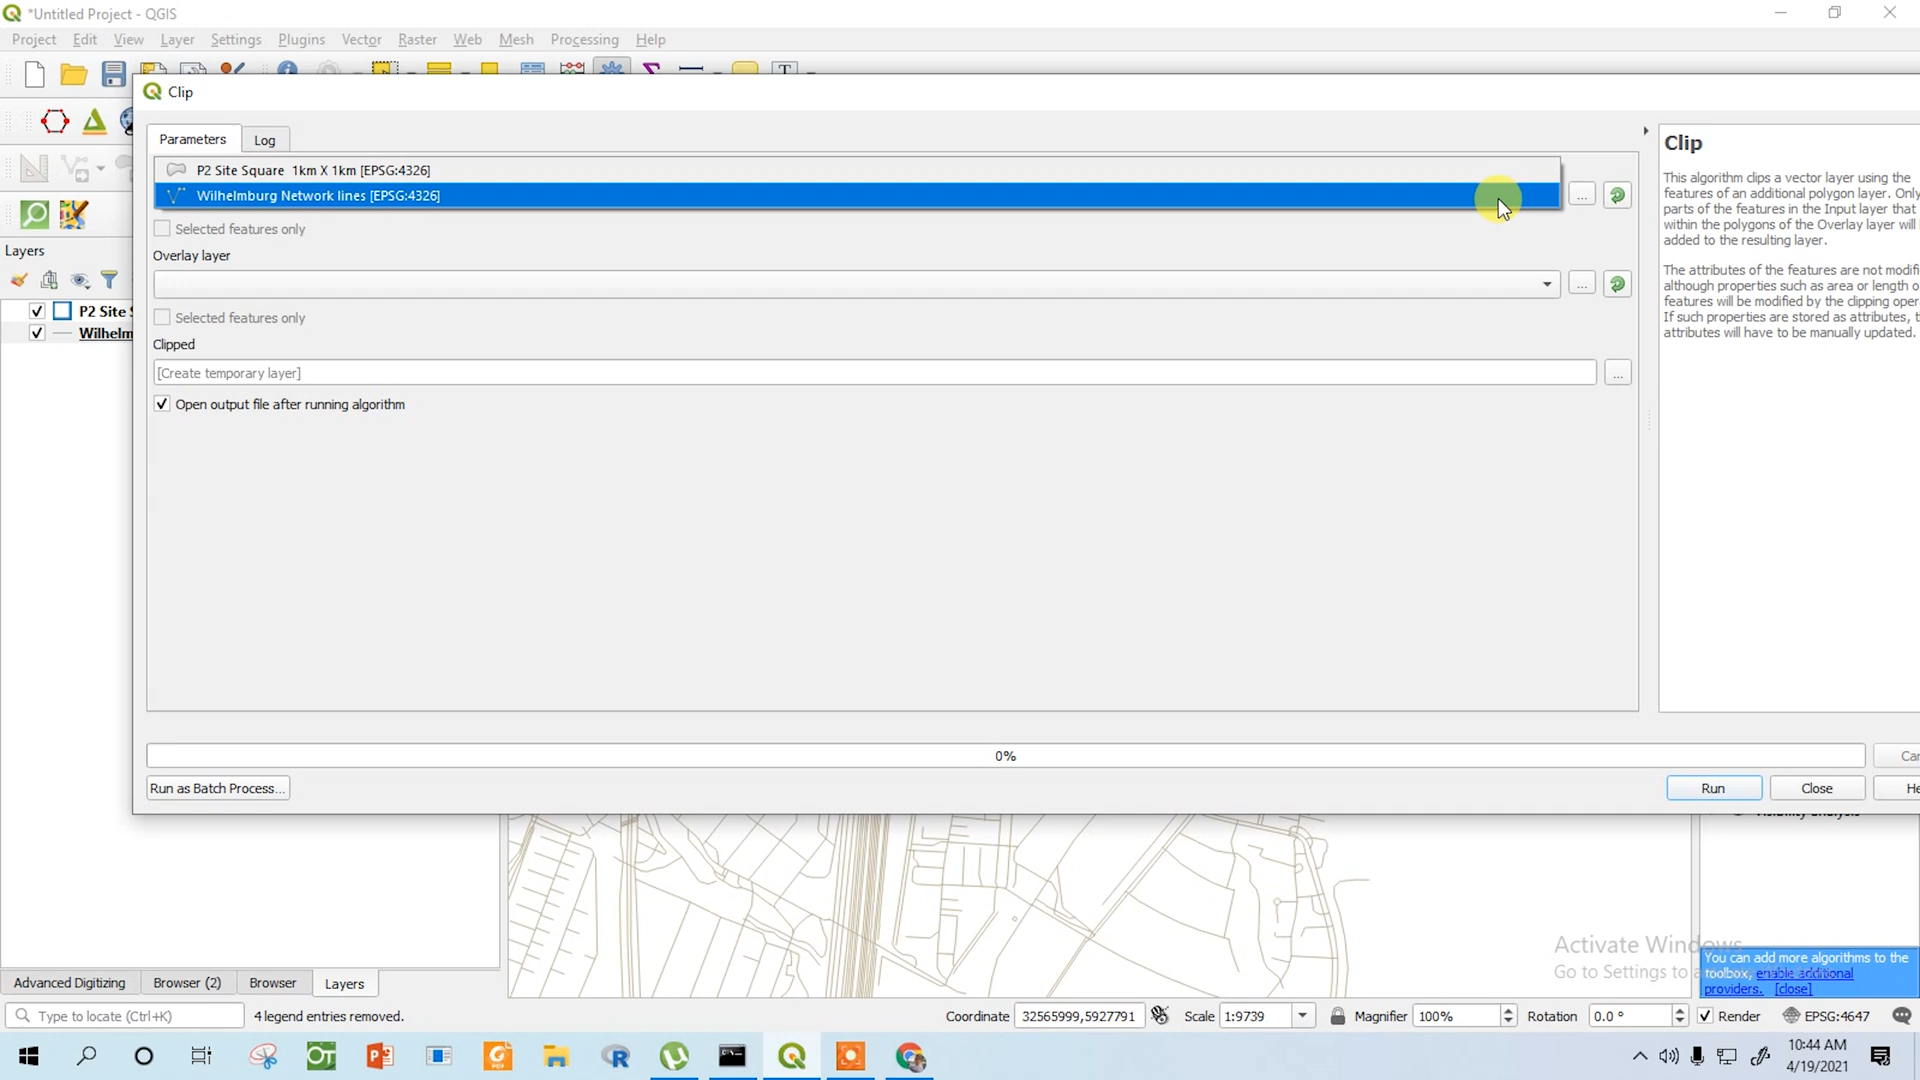 *Untitled Project - QGIS
Project Edit View Layer Settings Plugins Vector Raster Web Mesh Processing Help
Clip
Parameters Log
P2 Site Square 1km X 1km [EPSG:4326]
Wilhelmburg Network lines [EPSG:4326]
Selected features only
Overlay layer
Selected features only
Clipped
[Create temporary layer]
Open output file after running algorithm
Clip
This algorithm clips a vector layer using the
features of an additional polygon layer. Only
parts of the features in the Input layer that
within the polygons of the Overlay layer will
added to the resulting layer.
The attributes of the features are not modifi
although properties such as area or length o
features will be modified by the clipping oper
If such properties are stored as attributes, t
attributes will have to be manually updated.
0%
Run as Batch Process...
Run Close He
Can
Layers
P2 Site
Wilhelm
Activate Windows
Go to Settings to a
You can add more algorithms to the
toolbox, enable additional
providers. [close]
Advanced Digitizing Browser (2) Browser Layers
Type to locate (Ctrl+K) 4 legend entries removed. Coordinate 32565999,5927791 Scale 1:9739 Magnifier 100% Rotation 0.0 ° Render EPSG:4647
10:44 AM
4/19/2021